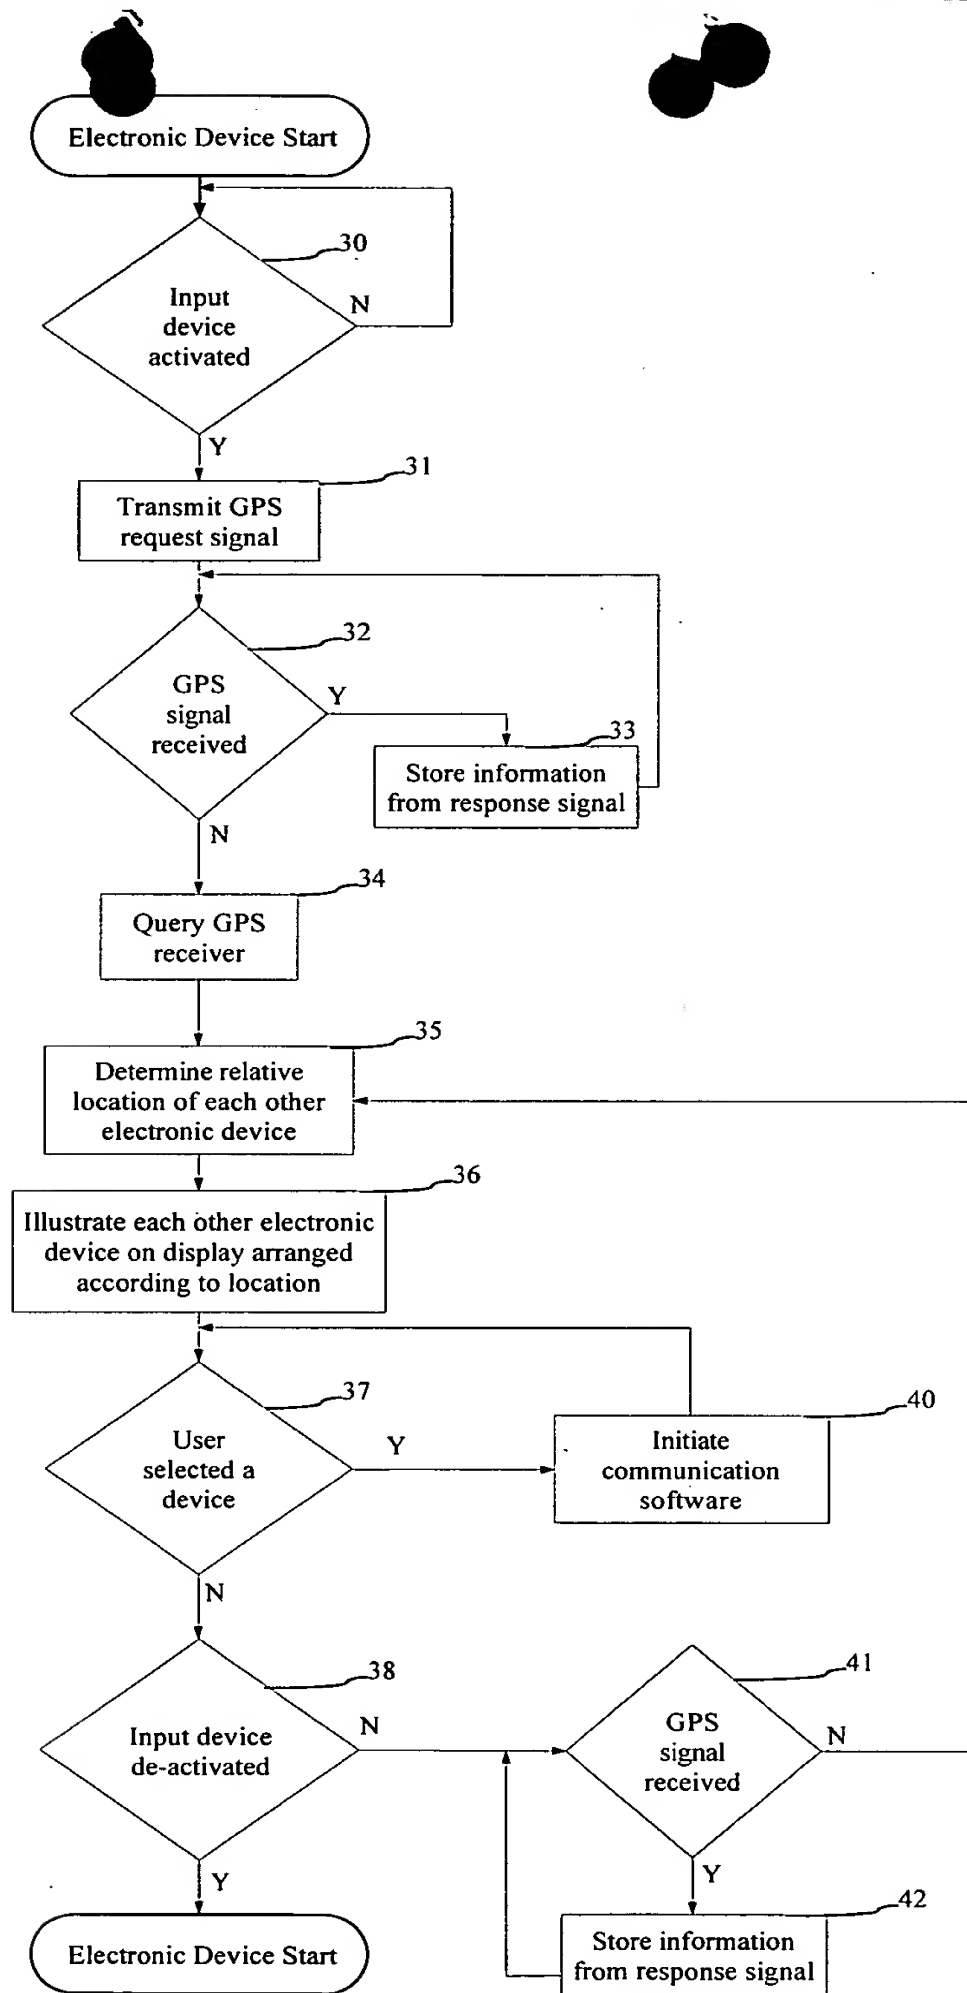 Electronic Device Start
30
Input
device
activated
N
Y
31
Transmit GPS
request signal
32
GPS
signal
received
Y
33
Store information
from response signal
N
34
Query GPS
receiver
35
Determine relative
location of each other
electronic device
36
Illustrate each other electronic
device on display arranged
according to location
37
User
selected a
device
Y
40
Initiate
communication
software
N
38
Input device
de-activated
N
41
GPS
signal
received
N
Y
Y
42
Electronic Device Start
Store information
from response signal